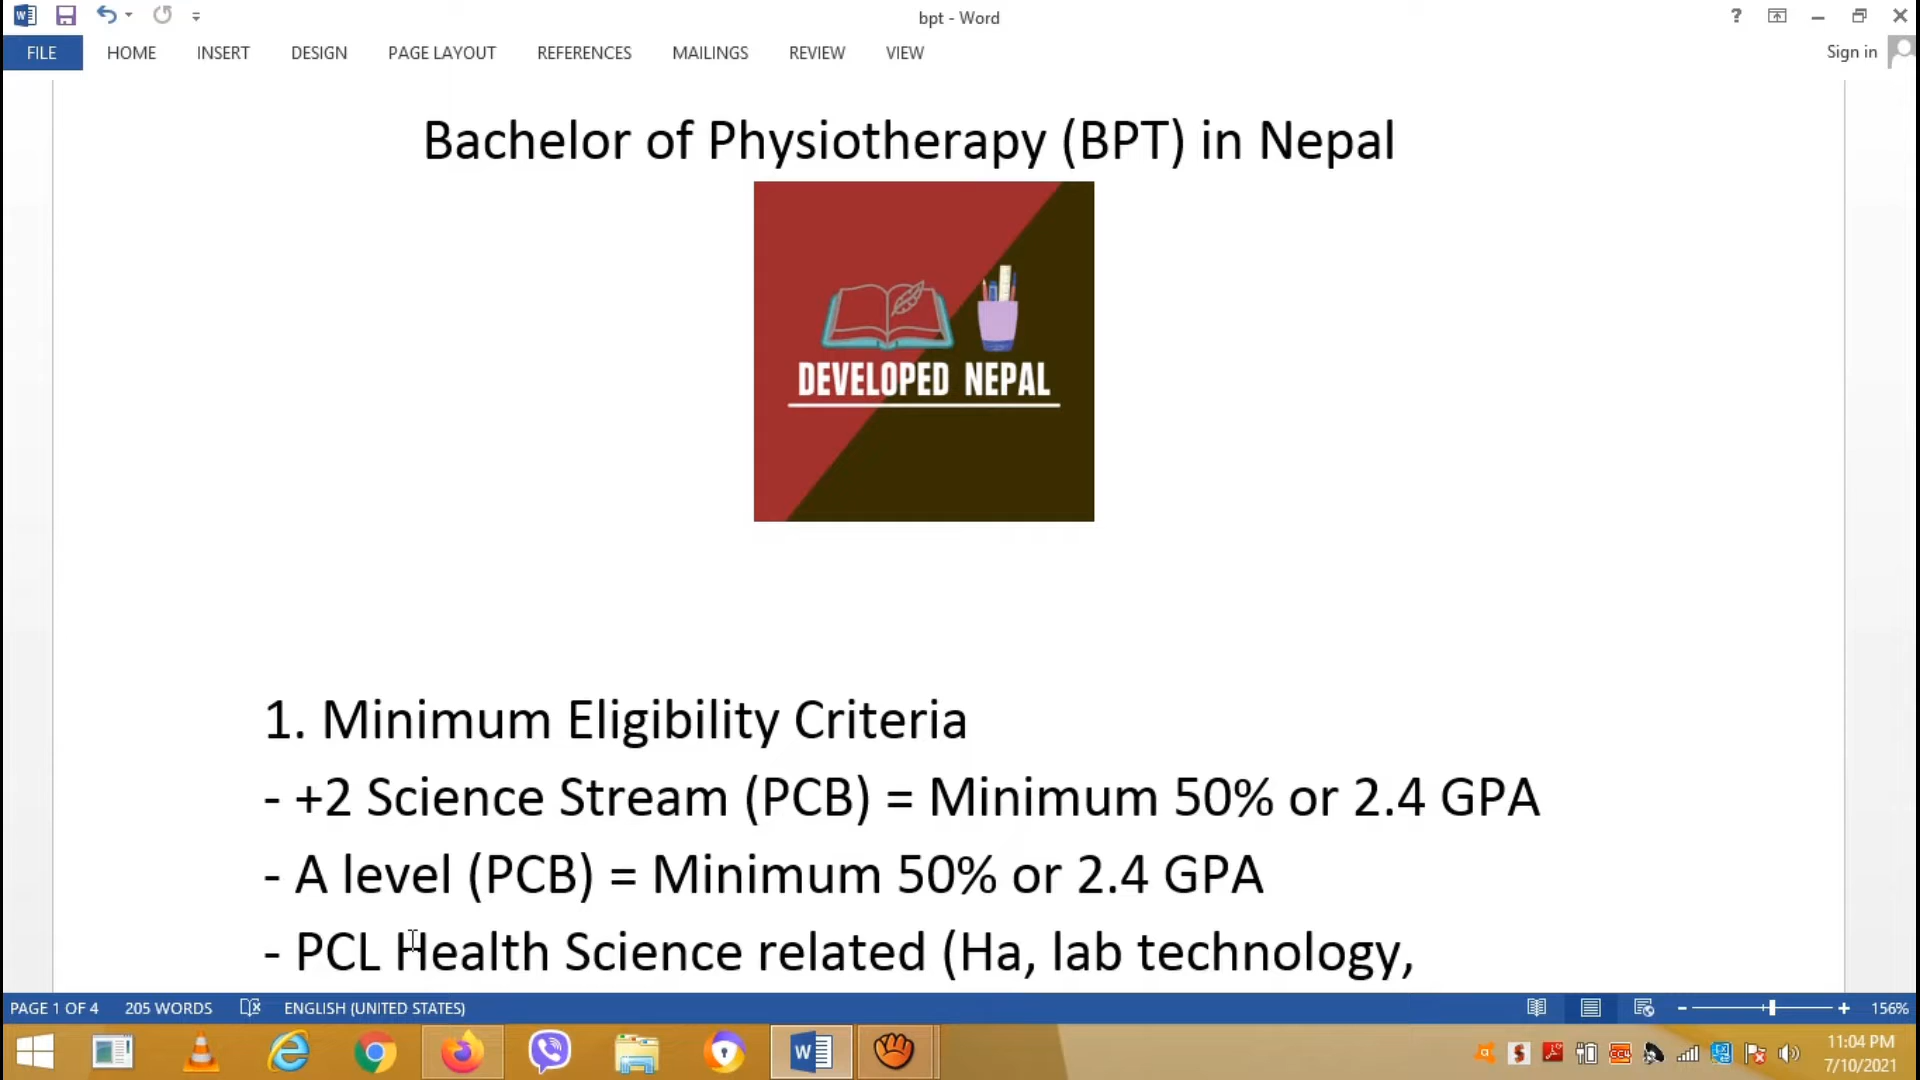 bpt - Word
?
FILE HOME INSERT DESIGN PAGE LAYOUT REFERENCES MAILINGS REVIEW VIEW Sign in
Bachelor of Physiotherapy (BPT) in Nepal
DEVELOPED NEPAL
1. Minimum Eligibility Criteria
- +2 Science Stream (PCB) = Minimum 50% or 2.4 GPA
- A level (PCB) = Minimum 50% or 2.4 GPA
- PCL Health Science related (Ha, lab technology,
PAGE 1 OF 4 205 WORDS ENGLISH (UNITED STATES) 156%
11:04 PM
7/10/2021